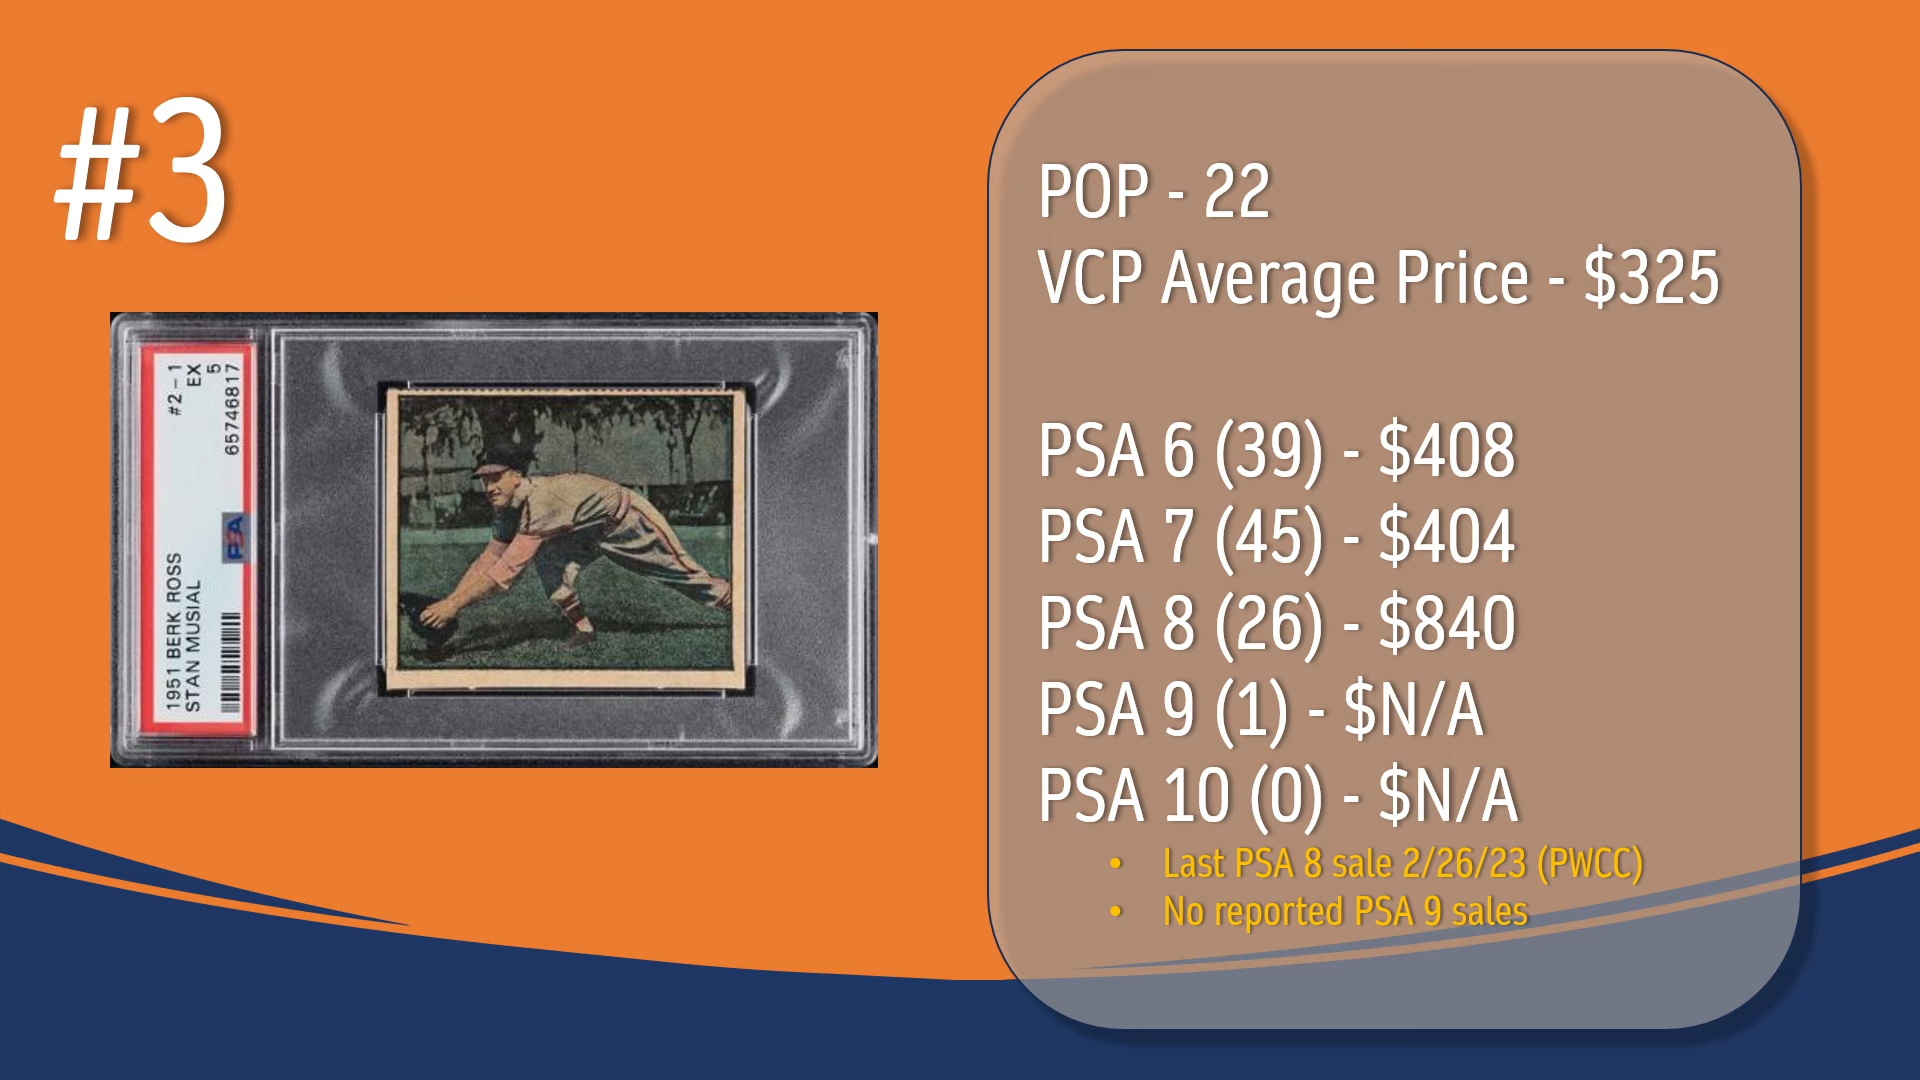 #3
POP - 22
VCP Average Price - $325
PSA 6 (39) - $408
PSA 7 (45) - $404
PSA 8 (26) - $840
PSA 9 (1) - $N/A
PSA 10 (0) - $N/A
• Last PSA 8 sale 2/26/23 (PWCC)
• No reported PSA 9 sales
1951 BERK ROSS #2-1
STAN MUSIAL EX
5
PSA 65746817